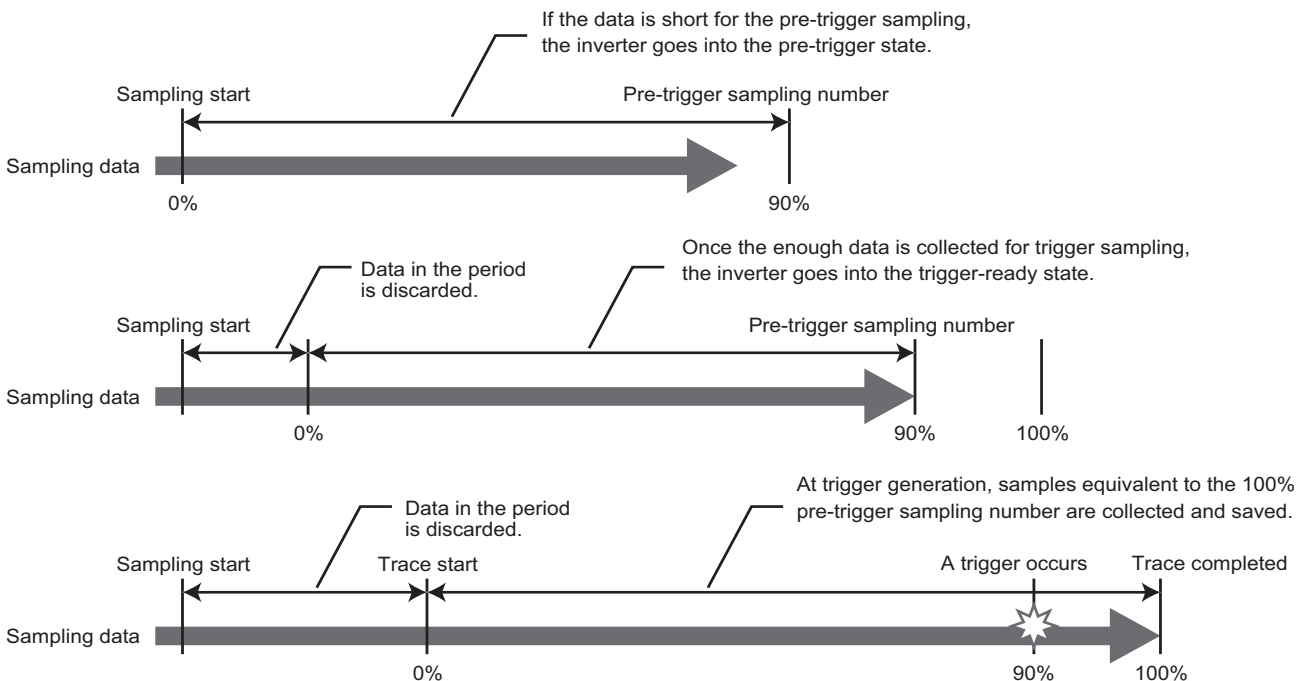 If the data is short for the pre-trigger sampling,
the inverter goes into the pre-trigger state.
Sampling start
Pre-trigger sampling number
Sampling data
0%
90%
Once the enough data is collected for trigger sampling,
the inverter goes into the trigger-ready state.
Data in the period
is discarded.
Sampling start
Pre-trigger sampling number
Sampling data
0%
90%
100%
At trigger generation, samples equivalent to the 100%
pre-trigger sampling number are collected and saved.
Data in the period
is discarded.
Sampling start
Trace start
A trigger occurs
Trace completed
Sampling data
0%
90%
100%